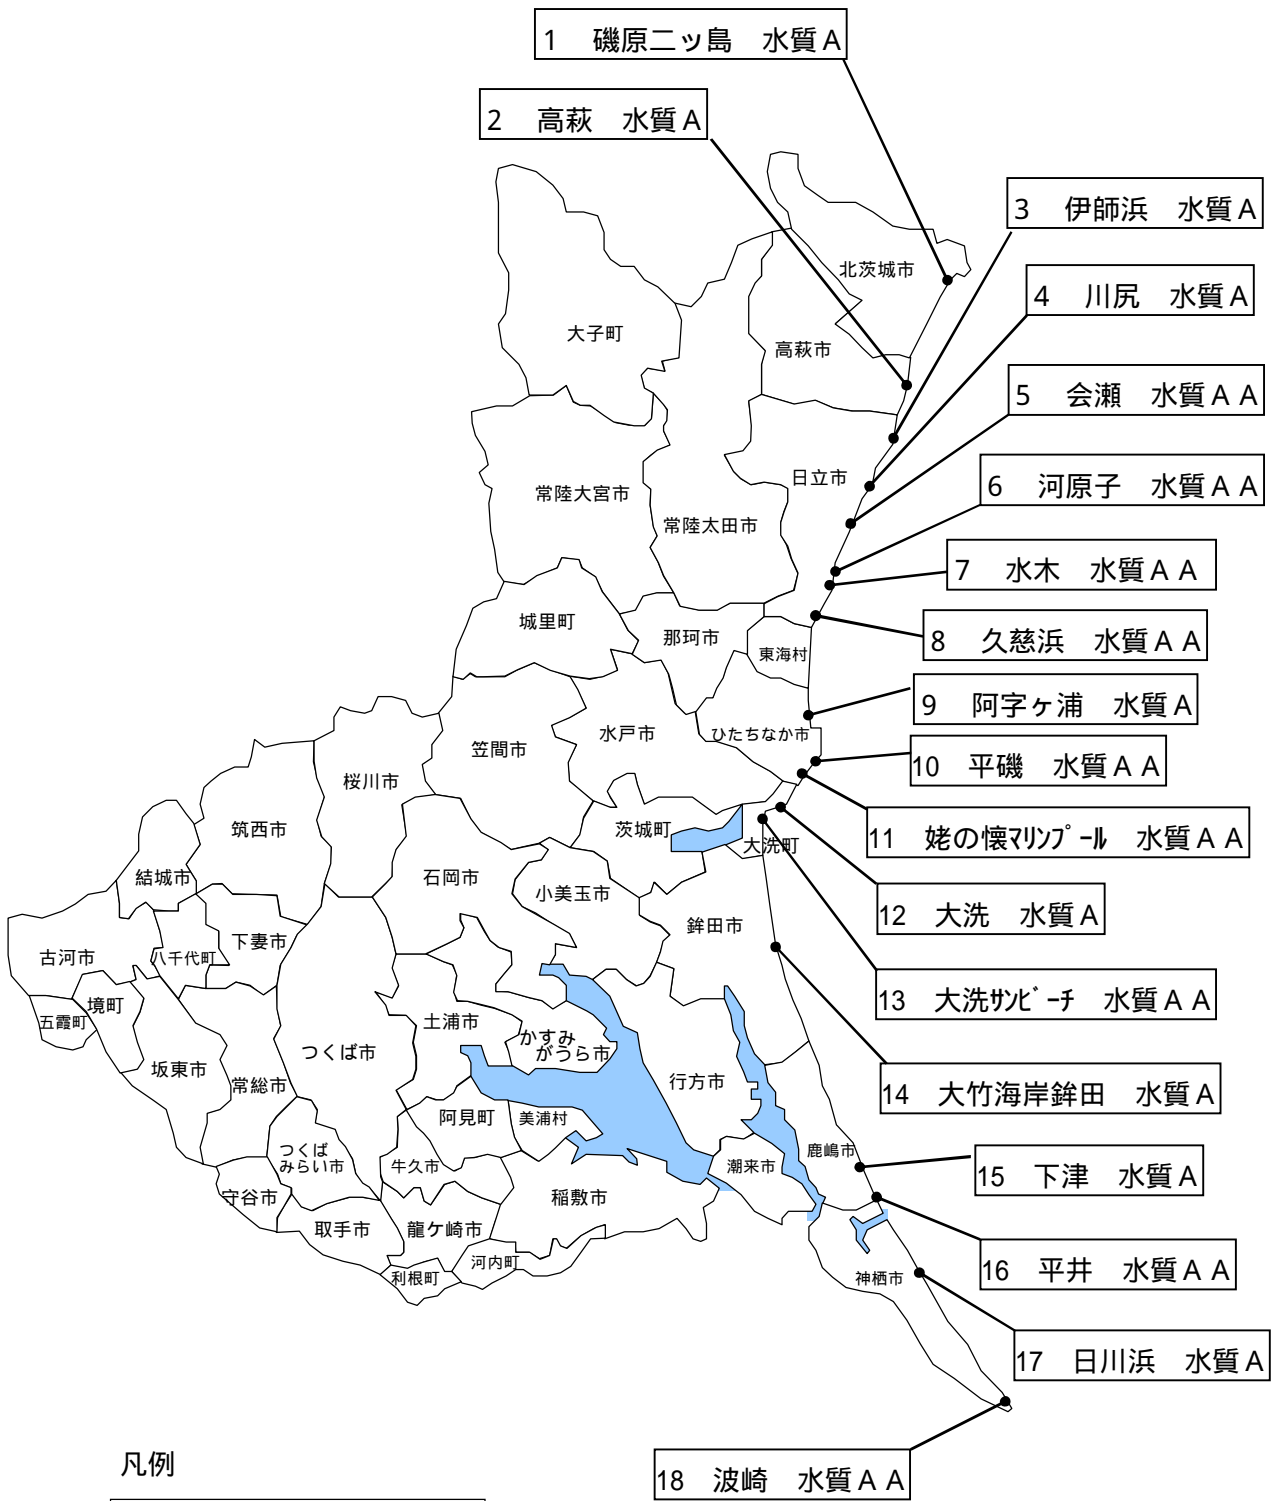 1　磯原二ッ島　水質Ａ
2　高萩　水質Ａ
3　伊師浜　水質Ａ
4　川尻　水質Ａ
5　会瀬　水質ＡＡ
6　河原子　水質ＡＡ
7　水木　水質ＡＡ
8　久慈浜　水質ＡＡ
9　阿字ヶ浦　水質Ａ
10　平磯　水質ＡＡ
11　姥の懐ﾏﾘﾝﾌﾟｰﾙ　水質ＡＡ
12　大洗　水質Ａ
13　大洗ｻﾝﾋﾞｰﾁ　水質ＡＡ
14　大竹海岸鉾田　水質Ａ
15　下津　水質Ａ
16　平井　水質ＡＡ
17　日川浜　水質Ａ
18　波崎　水質ＡＡ
北茨城市
大子町
高萩市
日立市
常陸大宮市
常陸太田市
城里町
那珂市
東海村
笠間市
水戸市
ひたちなか市
桜川市
筑西市
茨城町
大洗町
結城市
石岡市
小美玉市
鉾田市
古河市
八千代町
下妻市
境町
五霞町
坂東市
常総市
つくば市
土浦市
かすみ
がうら市
行方市
阿見町
美浦村
つくば
みらい市
牛久市
潮来市
鹿嶋市
守谷市
取手市
龍ケ崎市
稲敷市
利根町
河内町
神栖市
凡例